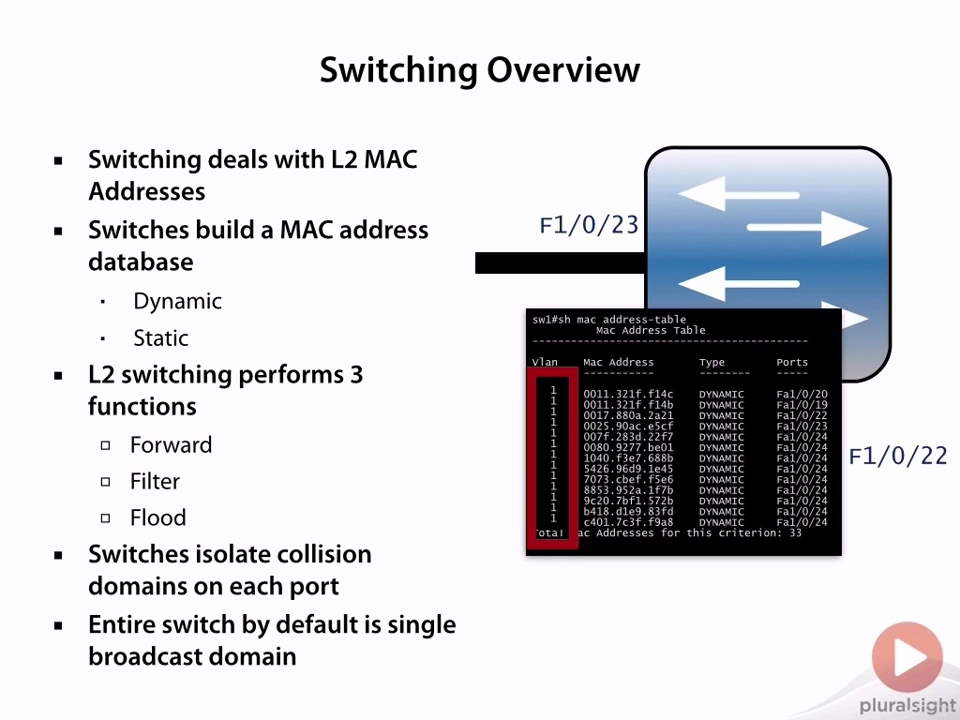 Switching Overview
Switching deals with L2 MAC
Addresses
Switches build a MAC address
database
Dynamic
Static
L2 switching performs 3
functions
Forward
Filter
Flood
Switches isolate collision
domains on each port
Entire switch by default is single
broadcast domain
F1/0/23
sw1#sh mac address-table
Mac Address Table
-------------------------------------------
Vlan Mac Address Type Ports
----------- -------- -----
1 0011.321f.f14c DYNAMIC Fa1/0/20
1 0011.321f.f14b DYNAMIC Fa1/0/19
1 0017.880a.2a21 DYNAMIC Fa1/0/22
1 0025.90ac.e5cf DYNAMIC Fa1/0/23
1 007f.283d.22f7 DYNAMIC Fa1/0/24
1 0080.9277.be01 DYNAMIC Fa1/0/24
1 1040.f3e7.688b DYNAMIC Fa1/0/24
1 5426.96d9.1e45 DYNAMIC Fa1/0/24
1 7073.cbef.f5e6 DYNAMIC Fa1/0/24
1 8853.952a.1f7b DYNAMIC Fa1/0/24
1 9c20.7bf1.572b DYNAMIC Fa1/0/24
1 b418.d1e9.83fd DYNAMIC Fa1/0/24
1 c401.7c3f.f9a8 DYNAMIC Fa1/0/24
Total ac Addresses for this criterion: 33
F1/0/22
pluralsight